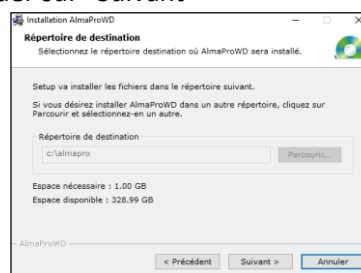 sur "Suivant"
Installation AlmaProWD
Répertoire de destination
Sélectionnez le répertoire destination où AlmaProWD sera installé.
Setup va installer les fichiers dans le répertoire suivant.
Si vous désirez installer AlmaProWD dans un autre répertoire, cliquez sur
Parcourir et sélectionnez-en un autre.
Répertoire de destination
c:\almapro
Parcourir...
Espace nécessaire : 1.00 GB
Espace disponible : 328.99 GB
AlmaProWD
< Précédent
Suivant >
Annuler